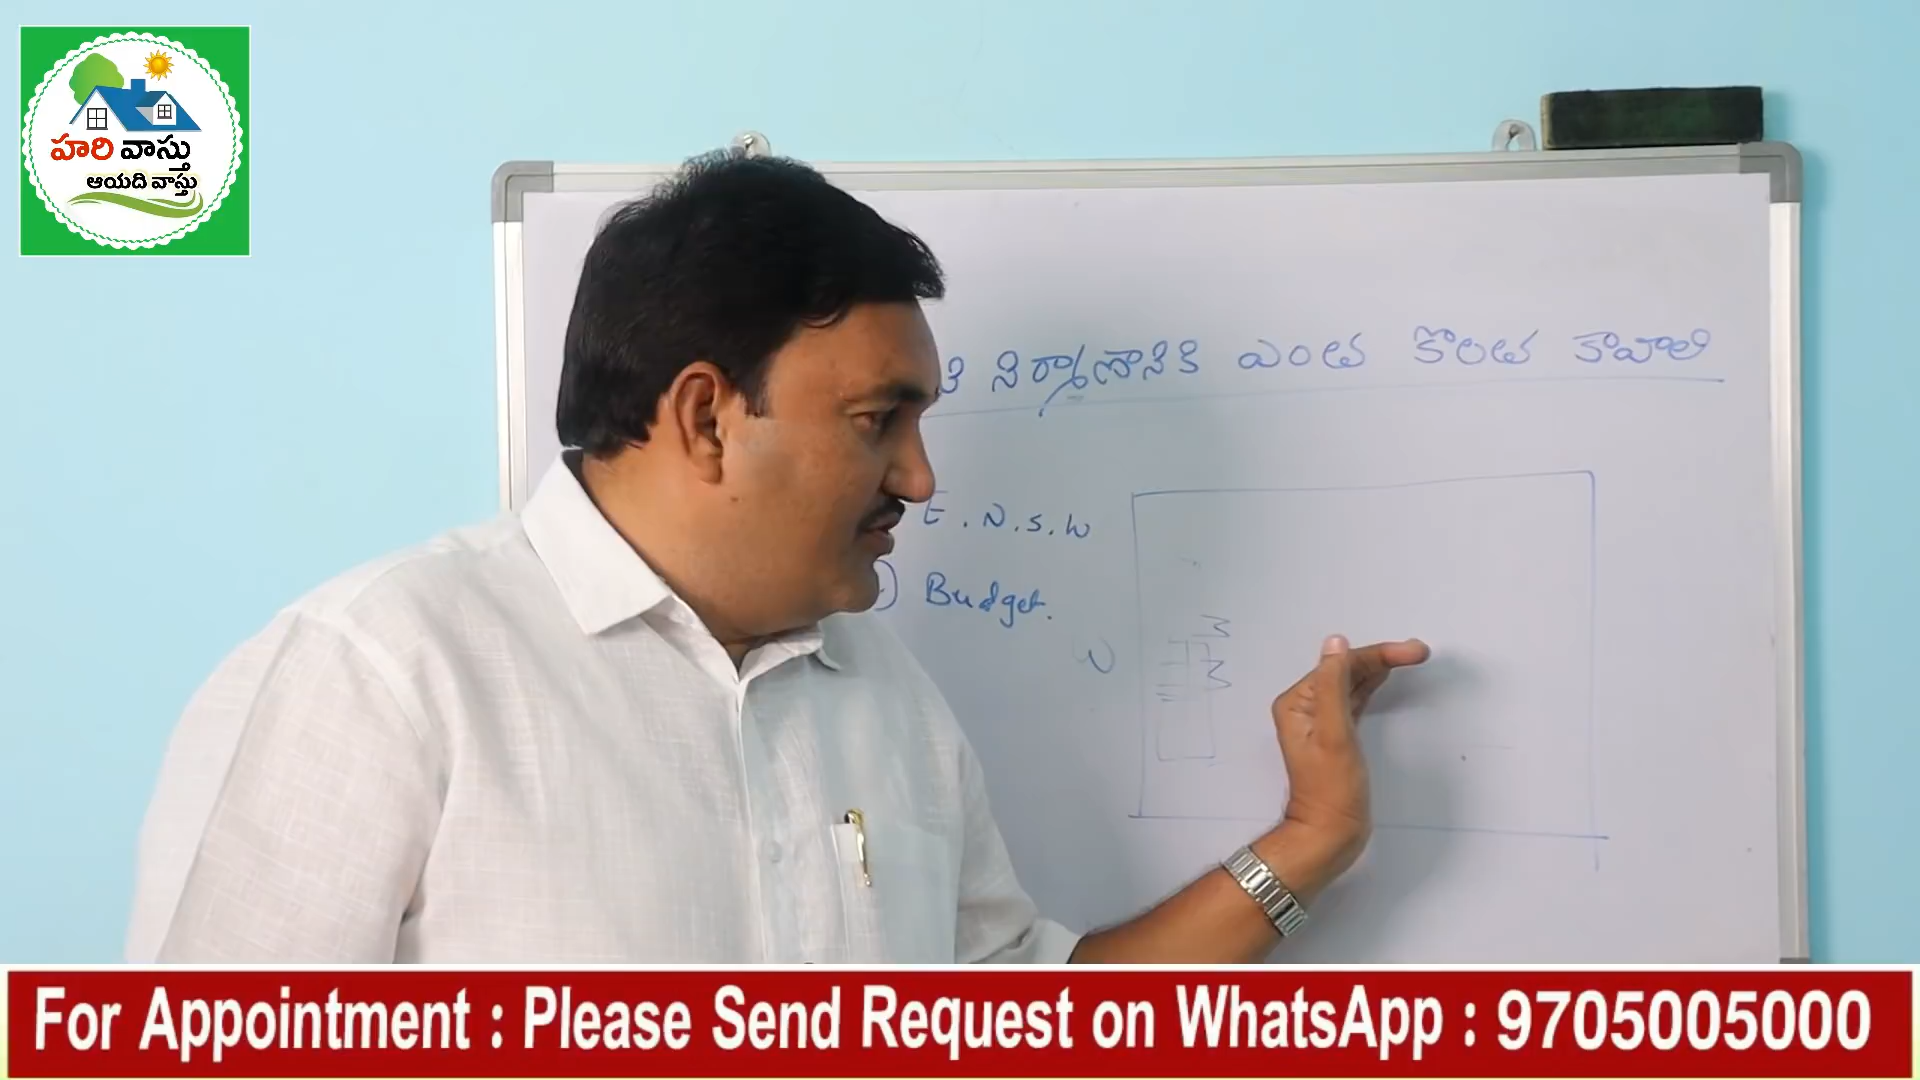 హరి వాస్తు
ఆయది వాస్తు
నిర్మాణానికి ఎంత కొలత కావాలి
E . N . S . W
Budget.
W
For Appointment : Please Send Request on WhatsApp : 9705005000